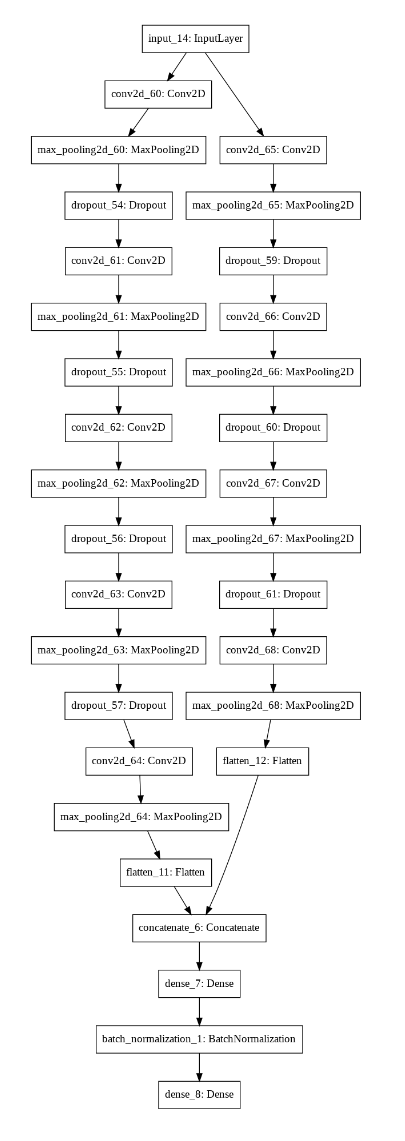 input_14: InputLayer
conv2d_60: Conv2D
max_pooling2d_60: MaxPooling2D
conv2d_65: Conv2D
dropout_54: Dropout
max_pooling2d_65: MaxPooling2D
conv2d_61: Conv2D
dropout_59: Dropout
max_pooling2d_61: MaxPooling2D
conv2d_66: Conv2D
dropout_55: Dropout
max_pooling2d_66: MaxPooling2D
conv2d_62: Conv2D
dropout_60: Dropout
max_pooling2d_62: MaxPooling2D
conv2d_67: Conv2D
dropout_56: Dropout
max_pooling2d_67: MaxPooling2D
conv2d_63: Conv2D
dropout_61: Dropout
max_pooling2d_63: MaxPooling2D
conv2d_68: Conv2D
dropout_57: Dropout
max_pooling2d_68: MaxPooling2D
conv2d_64: Conv2D
flatten_12: Flatten
max_pooling2d_64: MaxPooling2D
flatten_11: Flatten
concatenate_6: Concatenate
dense_7: Dense
batch_normalization_1: BatchNormalization
dense_8: Dense